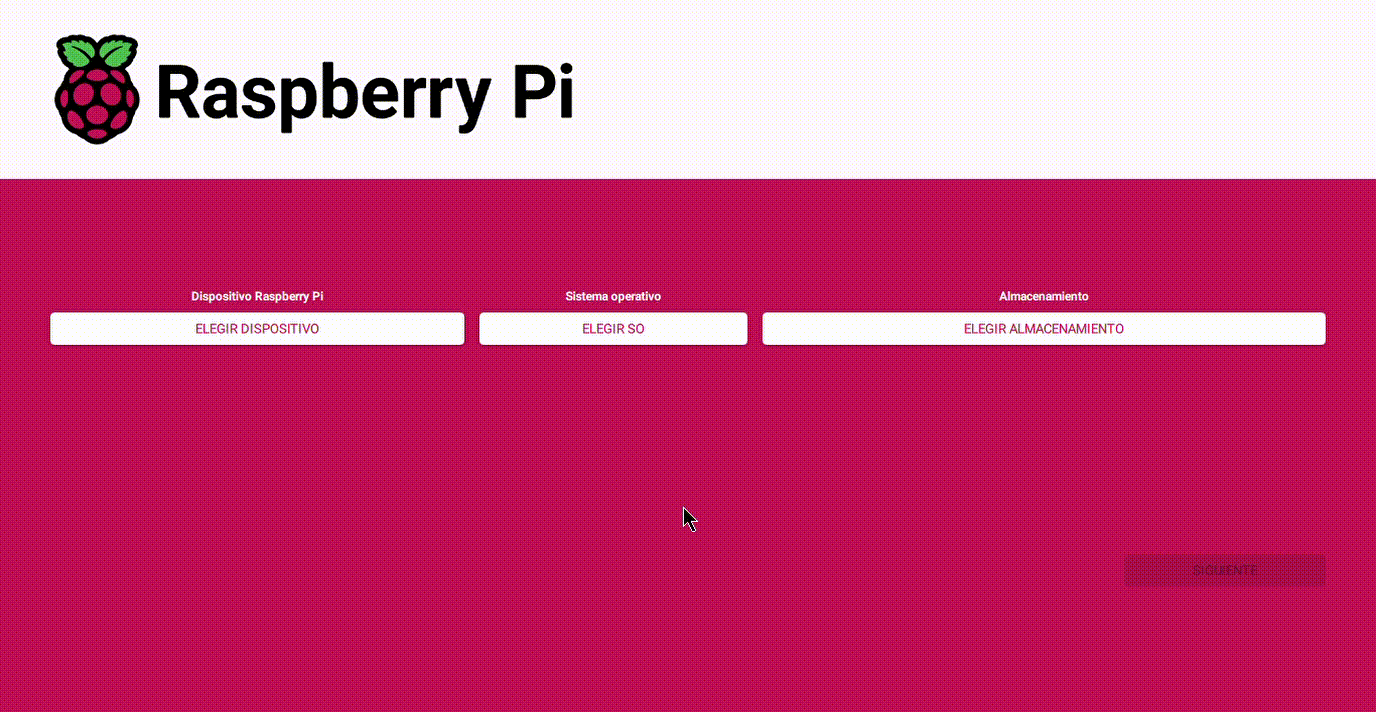 Raspberry Pi
Dispositivo Raspberry Pi
Sistema operativo
Almacenamiento
ELEGIR DISPOSITIVO
ELEGIR SO
ELEGIR ALMACENAMIENTO
SIGUIENTE